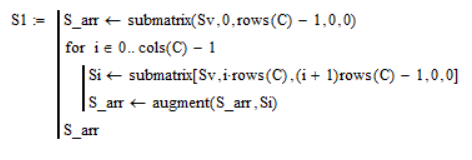 S1 := S_arr ← submatrix(Sv,0,rows(C) − 1,0,0)
for i ∈ 0.. cols(C) − 1
Si ← submatrix[Sv,i·rows(C),(i + 1)rows(C) − 1,0,0]
S_arr ← augment(S_arr,Si)
S_arr